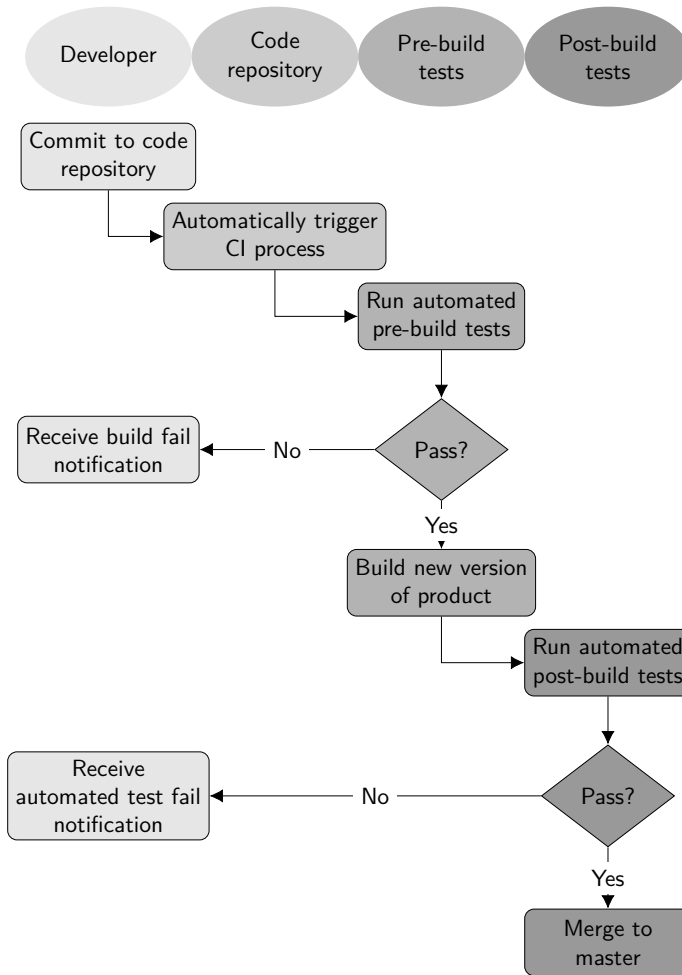 Developer
Code
repository
Pre-build
tests
Post-build
tests
Commit to code
repository
Automatically trigger
CI process
Run automated
pre-build tests
Pass?
No
Receive build fail
notification
Yes
Build new version
of product
Run automated
post-build tests
Pass?
No
Receive
automated test fail
notification
Yes
Merge to
master